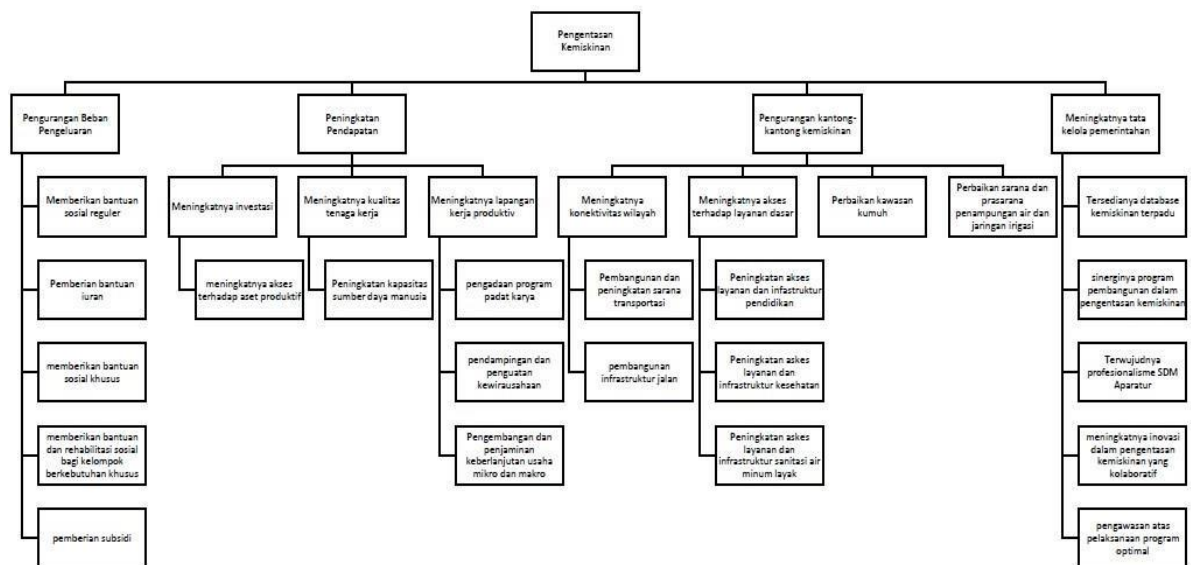 Pengentasan
Kemiskinan
Pengurangan Beban
Pengeluaran
Peningkatan
Pendapatan
Pengurangan kantong-
kantong kemiskinan
Meningkatnya tata
kelola pemerintahan
Memberikan bantuan
sosial reguler
Meningkatnya investasi
Meningkatnya kualitas
tenaga kerja
Meningkatnya lapangan
kerja produktiv
Meningkatnya
konektivitas wilayah
Meningkatnya akses
terhadap layanan dasar
Perbaikan kawasan
kumuh
Perbaikan sarana dan
prasarana
penampungan air dan
jaringan irigasi
Tersedianya database
kemiskinan terpadu
Pemberian bantuan
iuran
meningkatnya akses
terhadap aset produktif
Peningkatan kapasitas
sumber daya manusia
pengadaan program
padat karya
Pembangunan dan
peningkatan sarana
transportasi
Peningkatan akses
layanan dan infastruktur
pendidikan
sinerginya program
pembangunan dalam
pengentasan kemiskinan
memberikan bantuan
sosial khusus
pendampingan dan
penguatan
kewirausahaan
pembangunan
infrastruktur jalan
Peningkatan askes
layanan dan
infrastruktur kesehatan
Terwujudnya
profesionalisme SDM
Aparatur
memberikan bantuan
dan rehabilitasi sosial
bagi kelompok
berkebutuhan khusus
Pengembangan dan
penjaminan
keberlanjutan usaha
mikro dan makro
Peningkatan askes
layanan dan
infrastruktur sanitasi air
minum layak
meningkatnya inovasi
dalam pengentasan
kemiskinan yang
kolaboratif
pemberian subsidi
pengawasan atas
pelaksanaan program
optimal